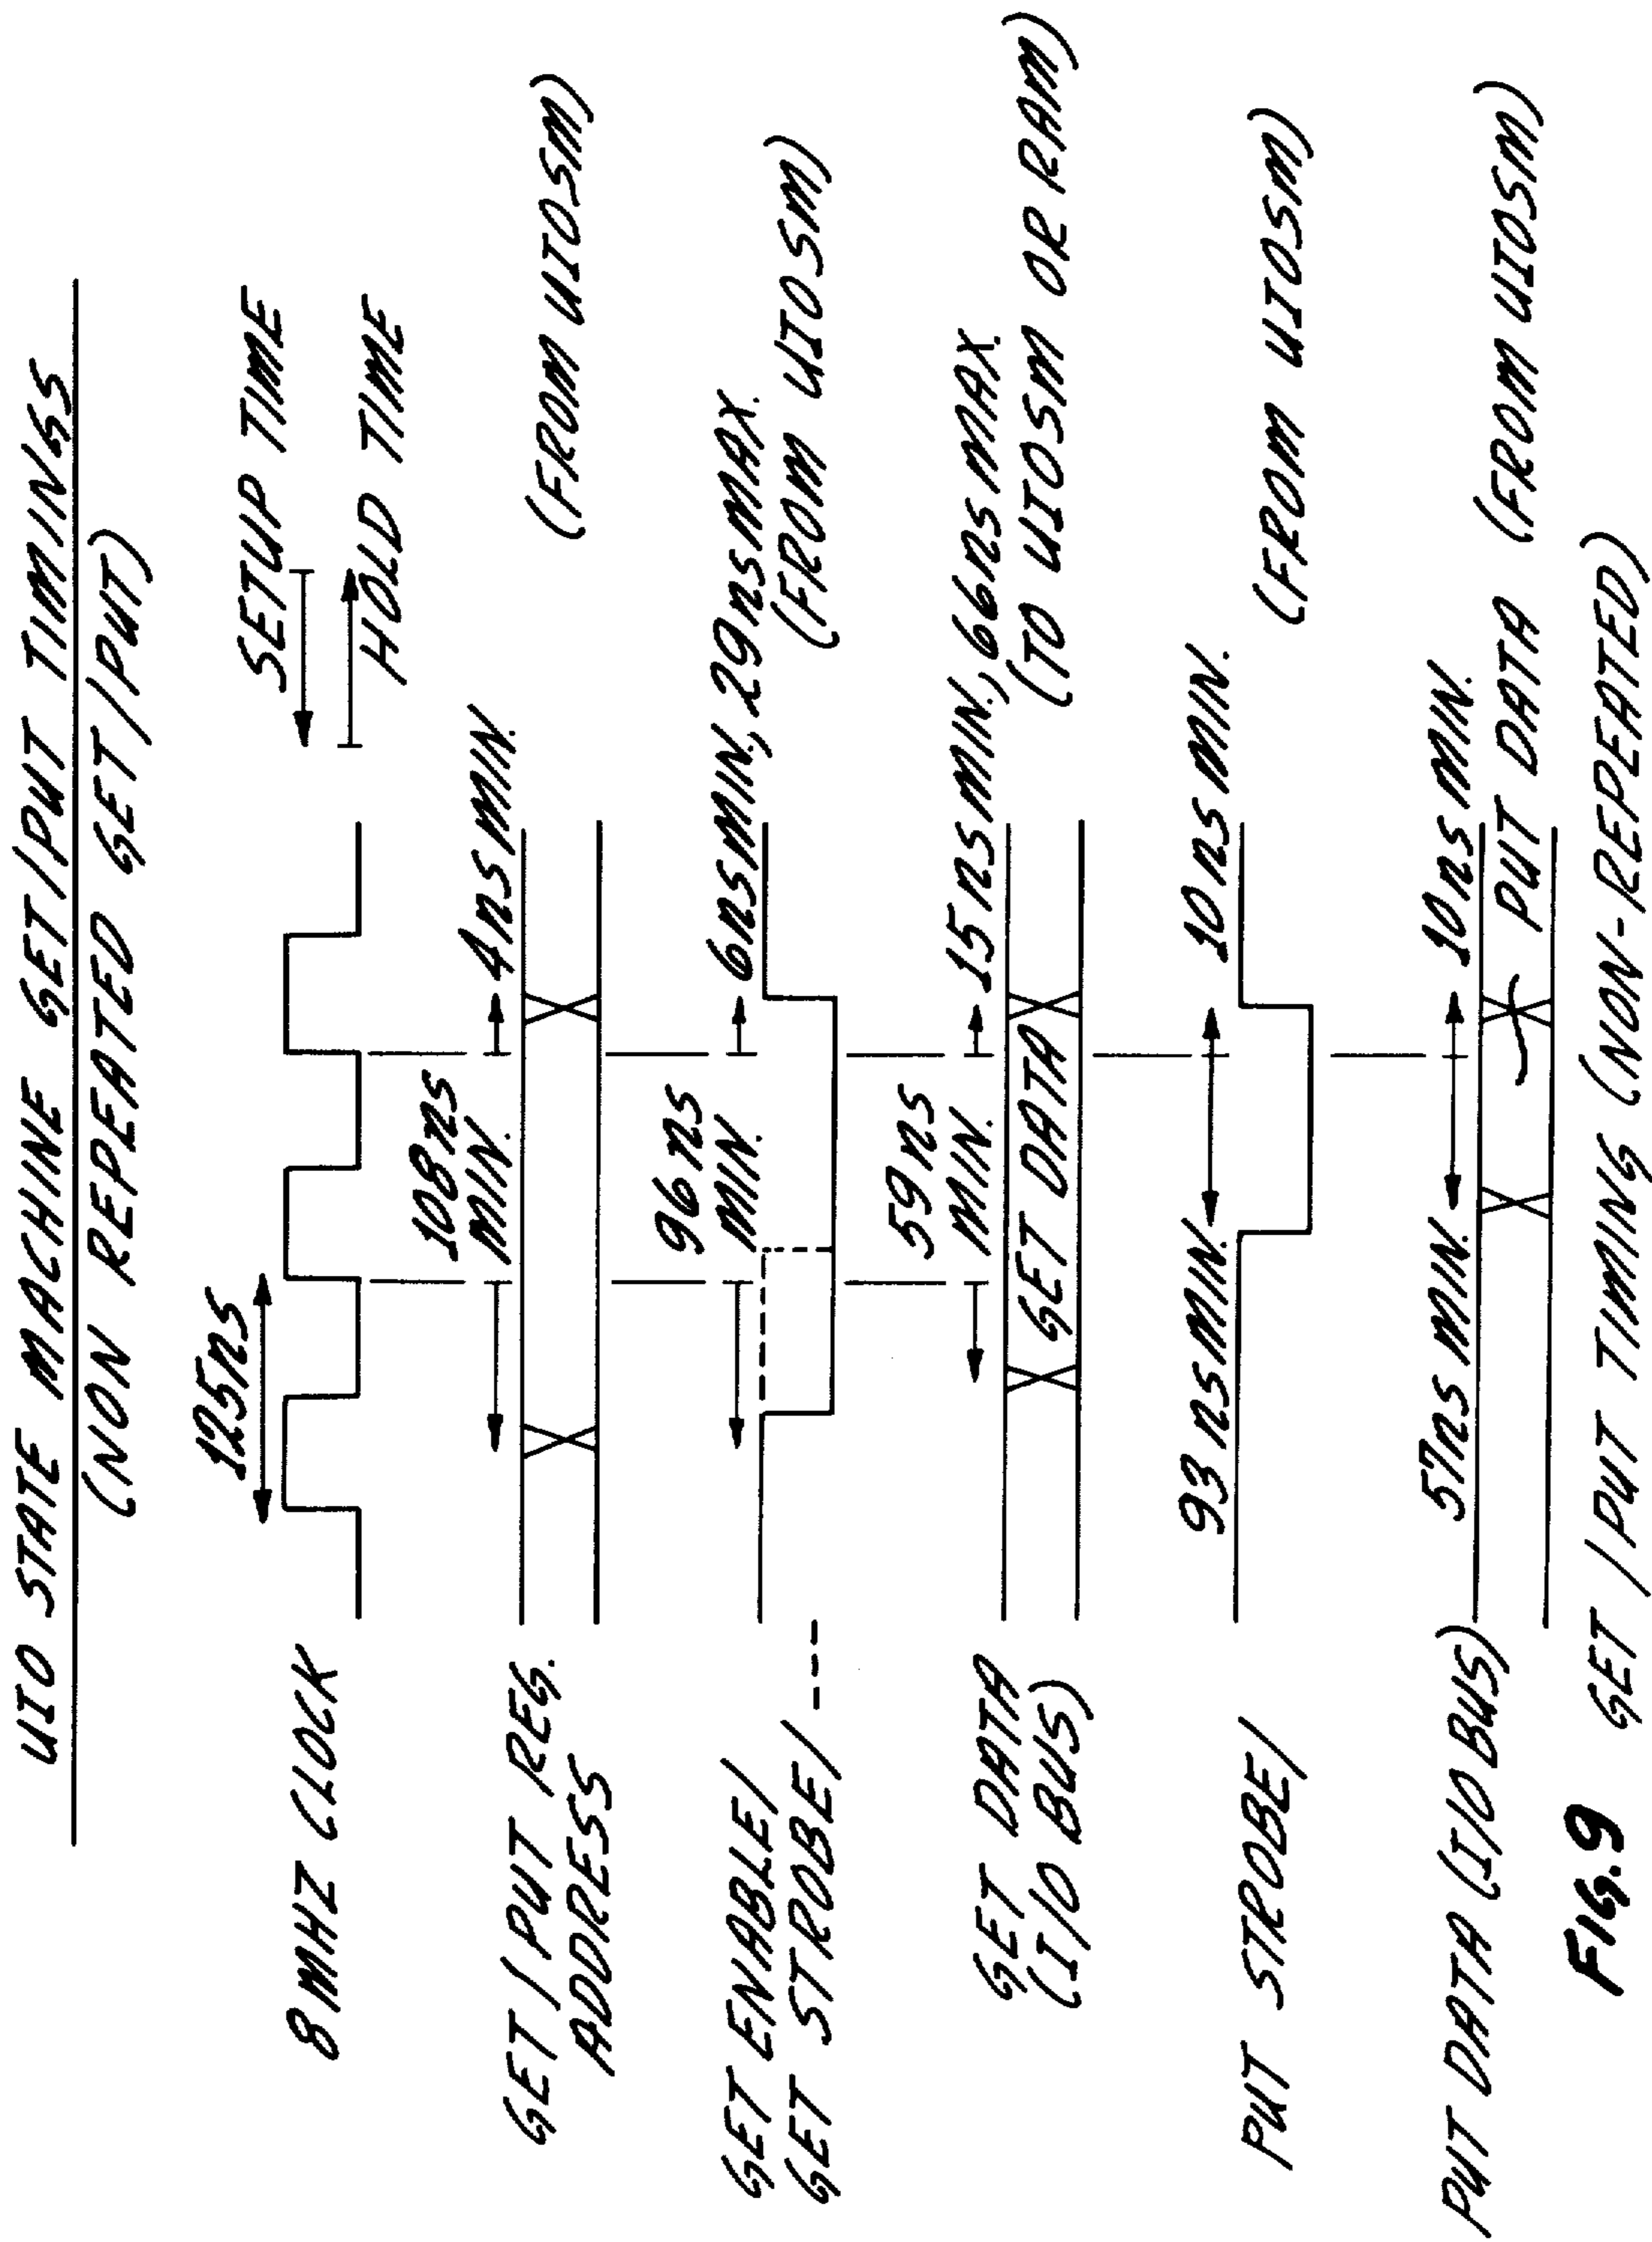 UIO STATE MACHINE GET/PUT TIMINGS
(NON REPEATED GET/PUT)
125ns
SETUP TIME
HOLD TIME
8 MHZ CLOCK
108ns
MIN.
4ns MIN.
(FROM UIOSM)
GET/PUT REG.
ADDRESS
96ns
MIN.
6ns MIN., 29ns MAX.
(FROM UIOSM)
GET ENABLE/
GET STROBE/ ---
59ns
MIN.
15ns MIN., 66ns MAX.
(TO UIOSM OR RAM)
GET DATA
(I/O BUS)
GET DATA
93ns MIN.
10ns MIN.
PUT STROBE/
(FROM UIOSM)
57ns MIN.
10ns MIN.
PUT DATA (I/O BUS)
PUT DATA
(FROM UIOSM)
FIG.9
GET/PUT TIMING (NON-REPEATED)